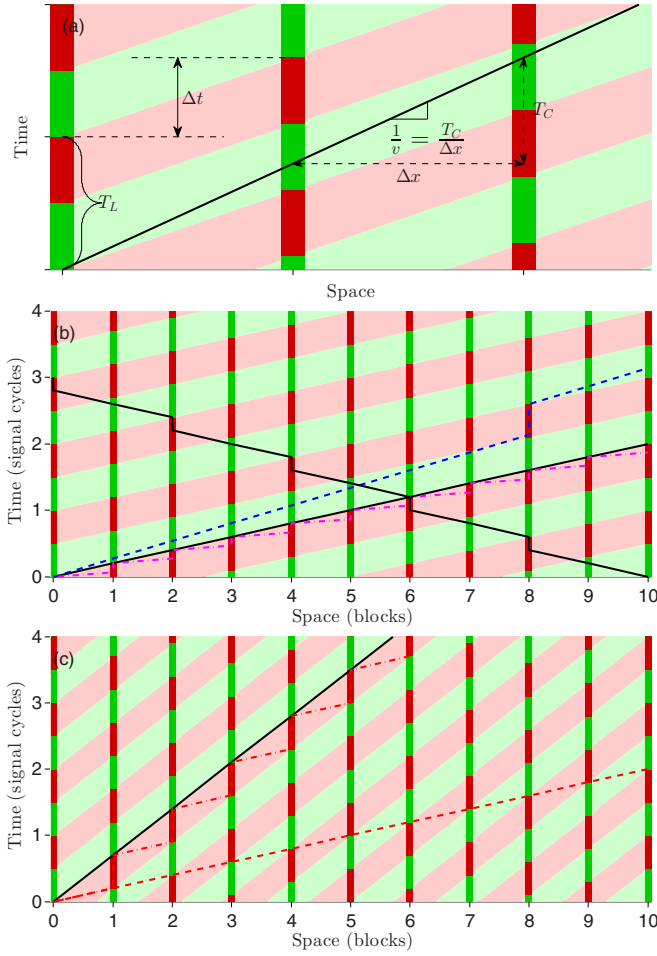 (a)
Time
Δt
T_L
1/v = T_C/Δx
T_C
Δx
Space
(b)
Time (signal cycles)
4
3
2
1
0
0 1 2 3 4 5 6 7 8 9 10
Space (blocks)
(c)
Time (signal cycles)
4
3
2
1
0
0 1 2 3 4 5 6 7 8 9 10
Space (blocks)